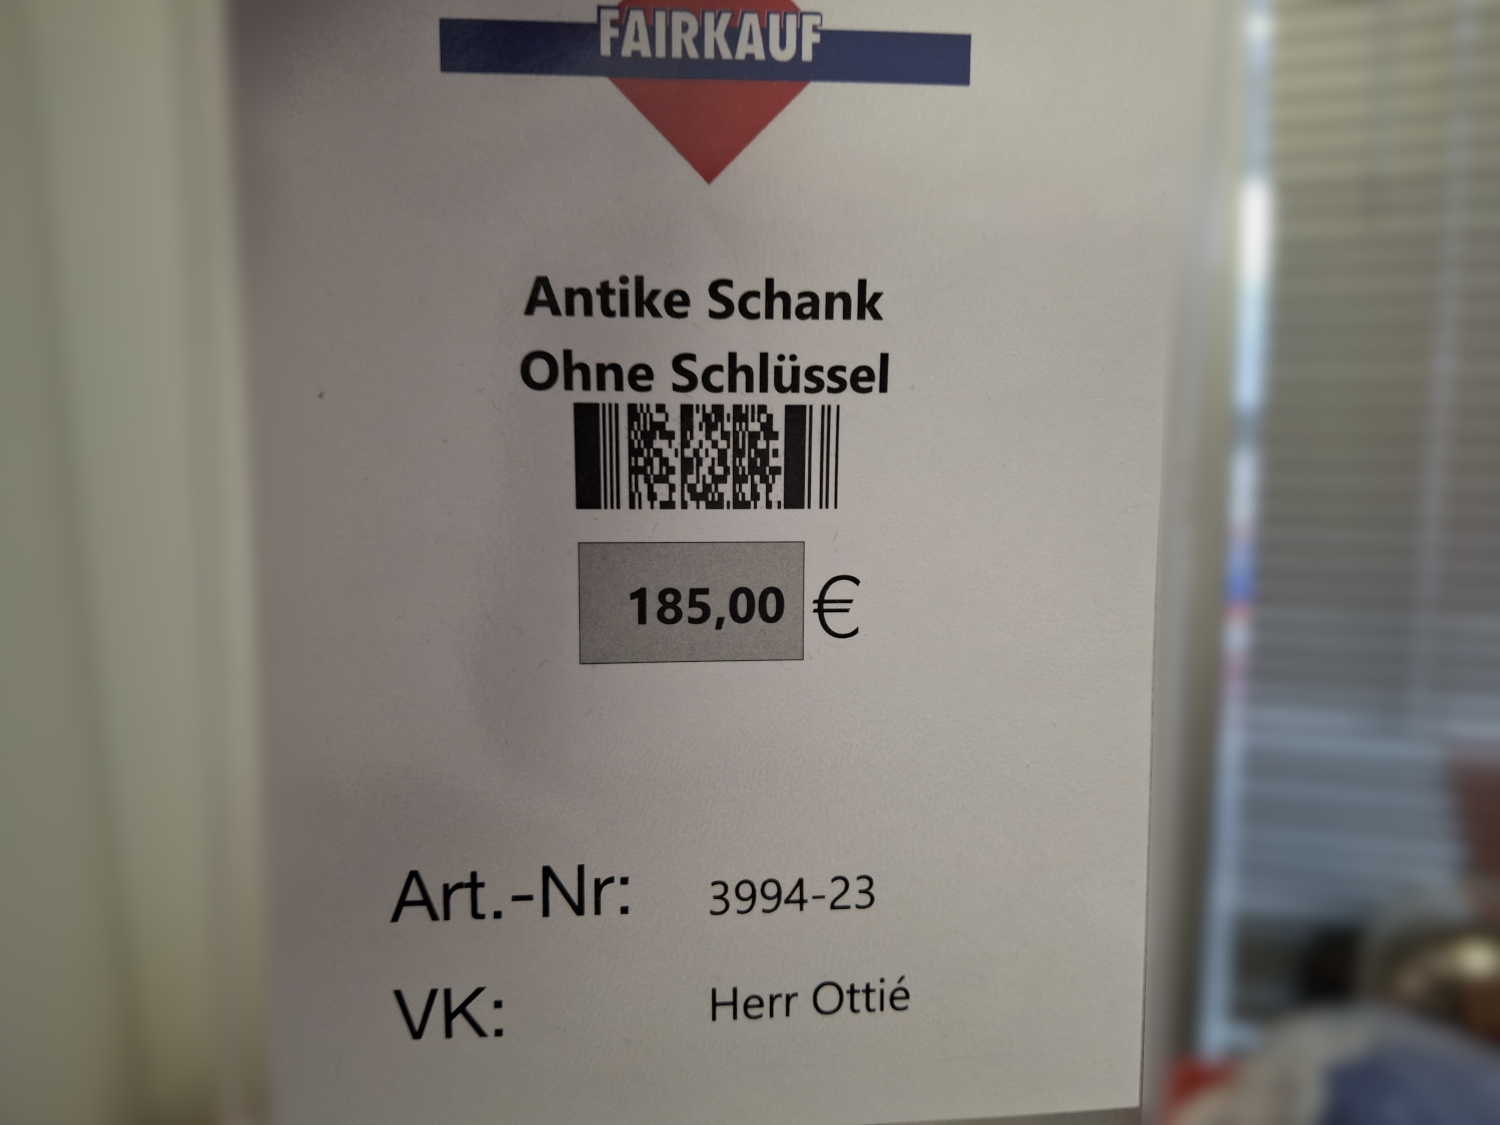 FAIRKAUF
Antike Schank
Ohne Schlüssel
185,00 €
Art.-Nr: 3994-23
VK: Herr Ottié